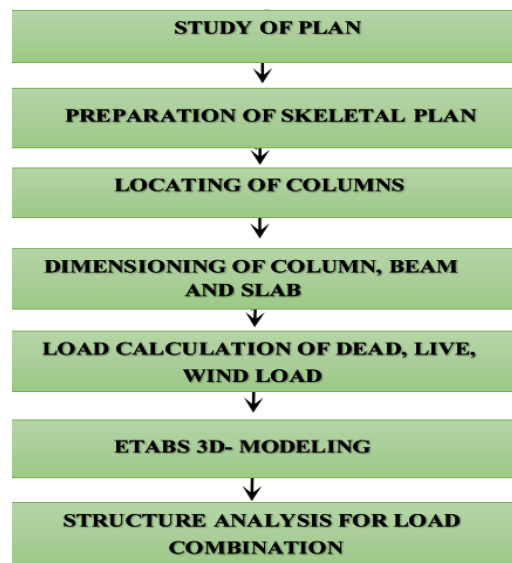 STUDY OF PLAN
PREPARATION OF SKELETAL PLAN
LOCATING OF COLUMNS
DIMENSIONING OF COLUMN, BEAM
AND SLAB
LOAD CALCULATION OF DEAD, LIVE,
WIND LOAD
ETABS 3D- MODELING
STRUCTURE ANALYSIS FOR LOAD
COMBINATION